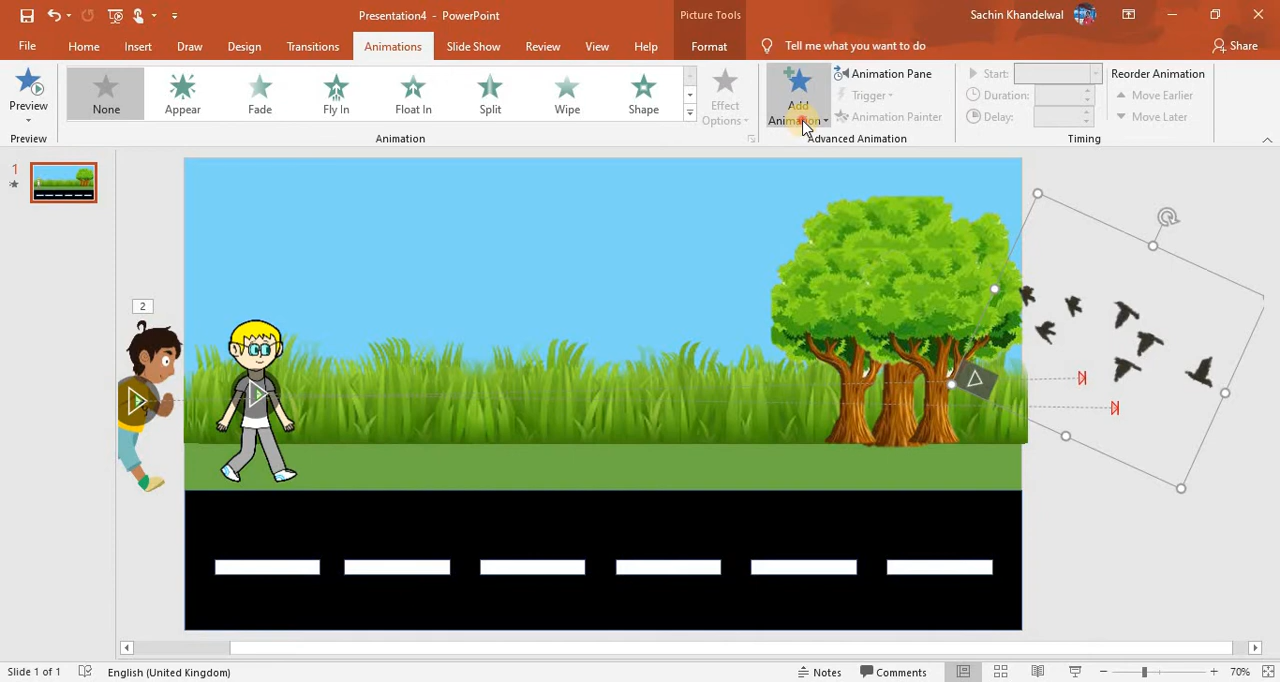 Presentation4 - PowerPoint
Picture Tools
Sachin Khandelwal
File Home Insert Draw Design Transitions Animations Slide Show Review View Help Format Tell me what you want to do Share
Preview
Preview
None Appear Fade Fly In Float In Split Wipe Shape
Animation
Effect
Options
Add
Animation
Animation Pane
Trigger
Animation Painter
Advanced Animation
Start:
Duration:
Delay:
Timing
Reorder Animation
Move Earlier
Move Later
1
2
Slide 1 of 1 English (United Kingdom) Notes Comments 70%